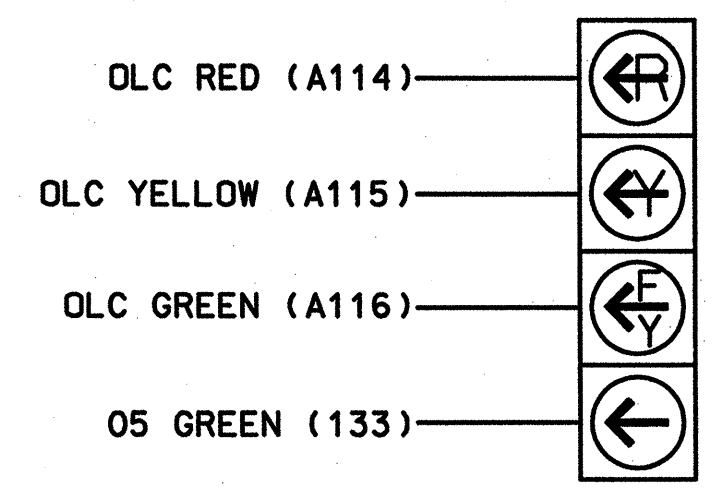 OLC RED (A114)
R
OLC YELLOW (A115)
Y
OLC GREEN (A116)
F
Y
05 GREEN (133)